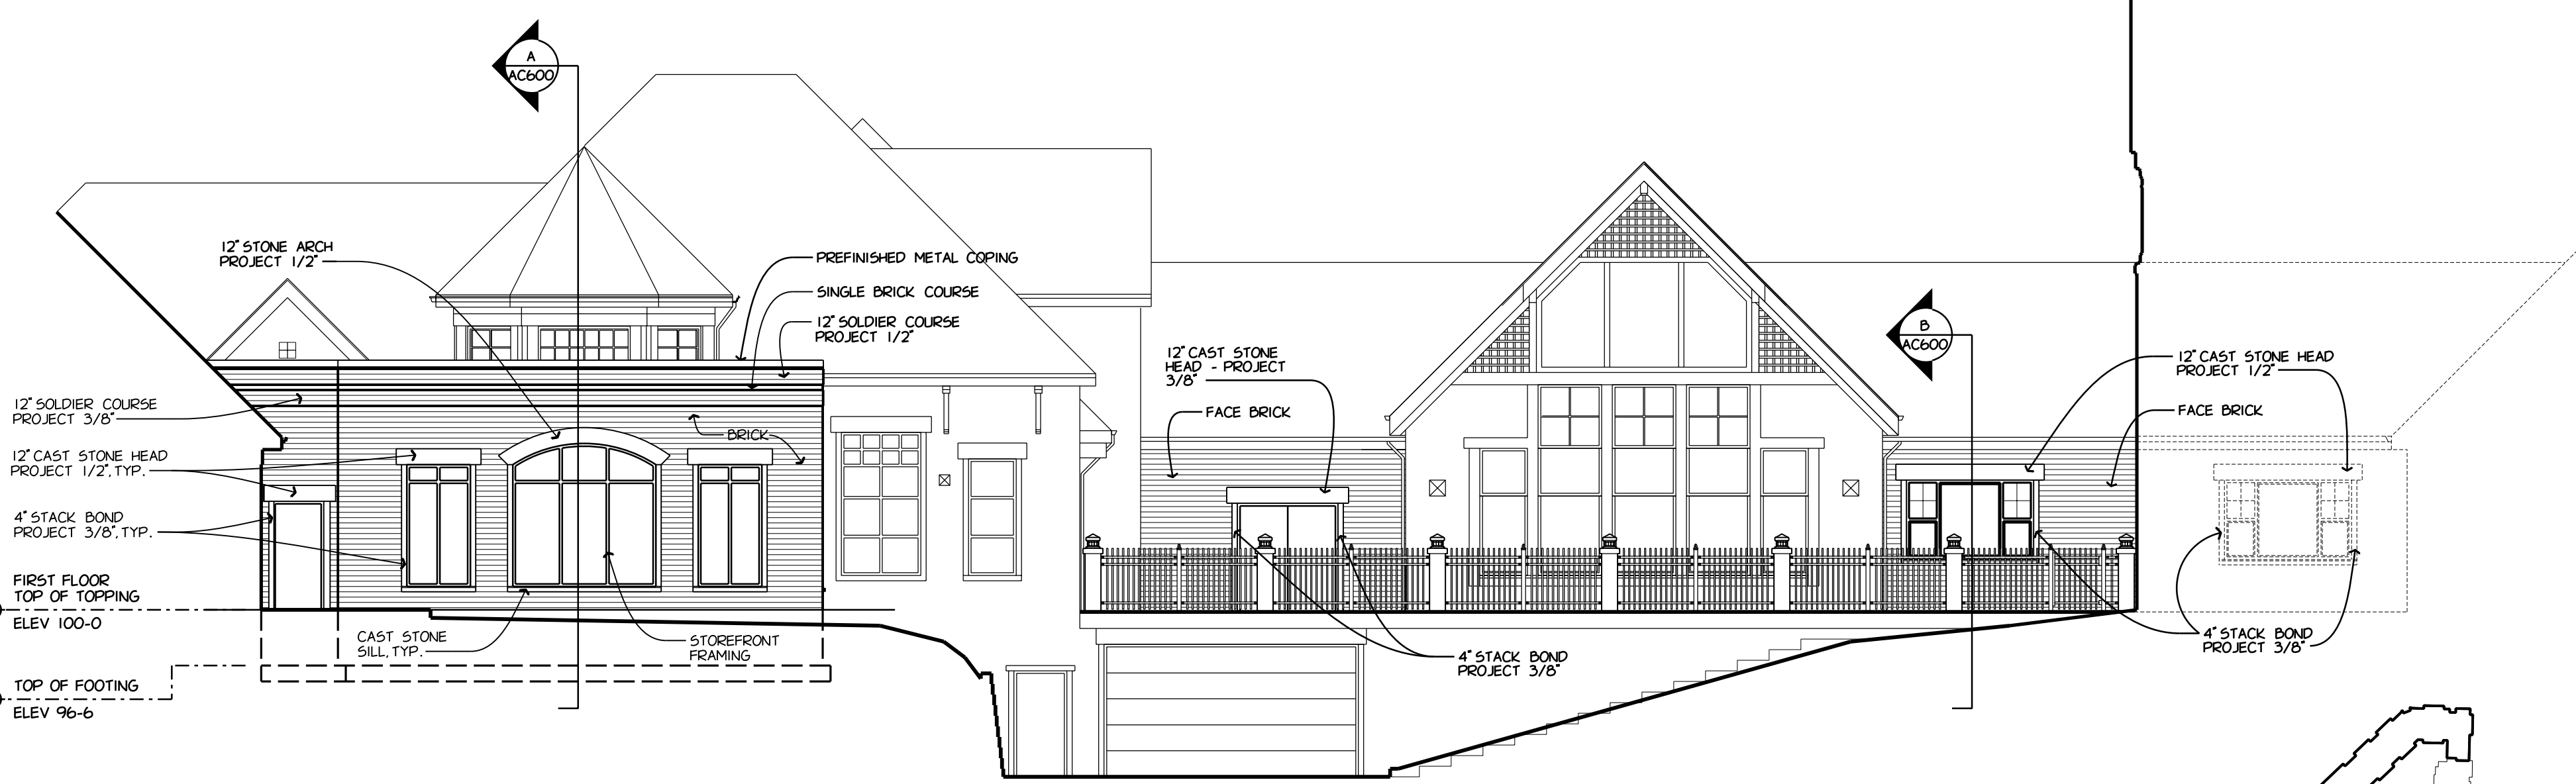 A
AC600
12" STONE ARCH
PROJECT 1/2"
PREFINISHED METAL COPING
SINGLE BRICK COURSE
12" SOLDIER COURSE
PROJECT 1/2"
12" SOLDIER COURSE
PROJECT 3/8"
BRICK
12" CAST STONE HEAD
PROJECT 1/2", TYP.
4" STACK BOND
PROJECT 3/8", TYP.
FIRST FLOOR
TOP OF TOPPING
ELEV 100-0
CAST STONE
SILL, TYP.
STOREFRONT
FRAMING
TOP OF FOOTING
ELEV 96-6
12" CAST STONE
HEAD - PROJECT
3/8"
FACE BRICK
4" STACK BOND
PROJECT 3/8"
B
AC600
12" CAST STONE HEAD
PROJECT 1/2"
FACE BRICK
4" STACK BOND
PROJECT 3/8"